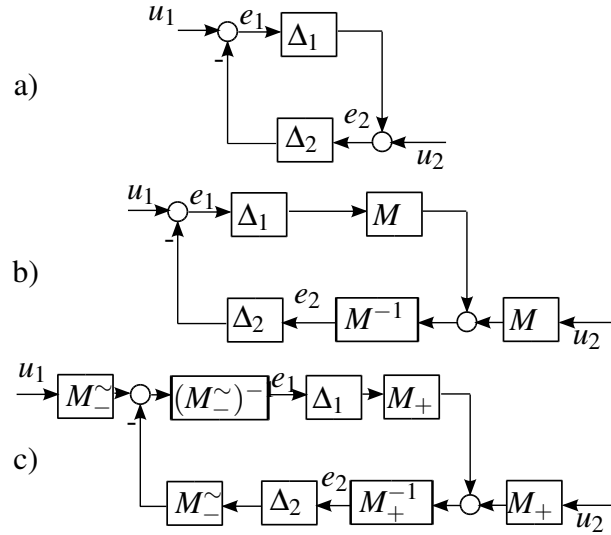 a) u₁ e₁ Δ₁
-
Δ₂ e₂ u₂
b) u₁ e₁ Δ₁ M
-
Δ₂ e₂ M⁻¹ M u₂
c) u₁ M₋~ (M₋~)⁻ e₁ Δ₁ M₊
-
M₋~ Δ₂ e₂ M₊⁻¹ M₊ u₂